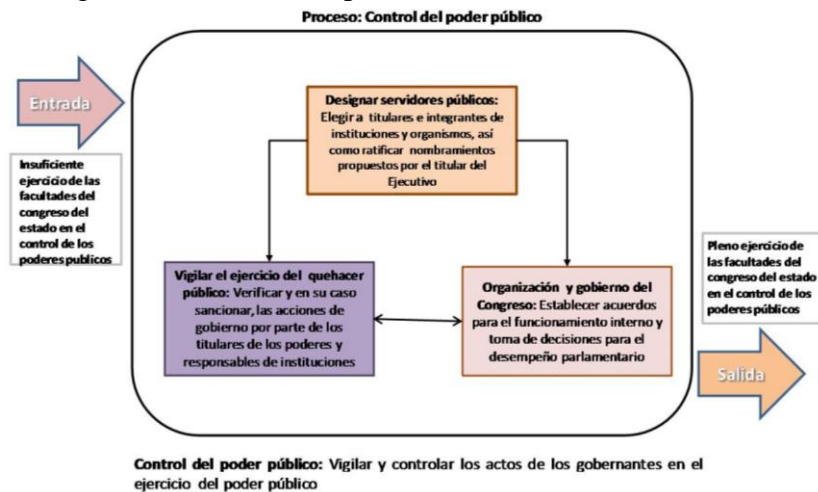 Proceso: Control del poder público
Entrada
Insuficiente
ejercicio de las
facultades del
congreso del
estado en el
control de los
poderes publicos
Designar servidores públicos:
Elegir a titulares e integrantes de
instituciones y organismos, así
como ratificar nombramientos
propuestos por el titular del
Ejecutivo
Vigilar el ejercicio del quehacer
público: Verificar y en su caso
sancionar, las acciones de
gobierno por parte de los
titulares de los poderes y
responsables de instituciones
Organización y gobierno del
Congreso: Establecer acuerdos
para el funcionamiento interno y
toma de decisiones para el
desempeño parlamentario
Pleno ejercicio de
las facultades del
congreso del estado
en el control de los
poderes públicos
Salida
Control del poder público: Vigilar y controlar los actos de los gobernantes en el
ejercicio del poder público